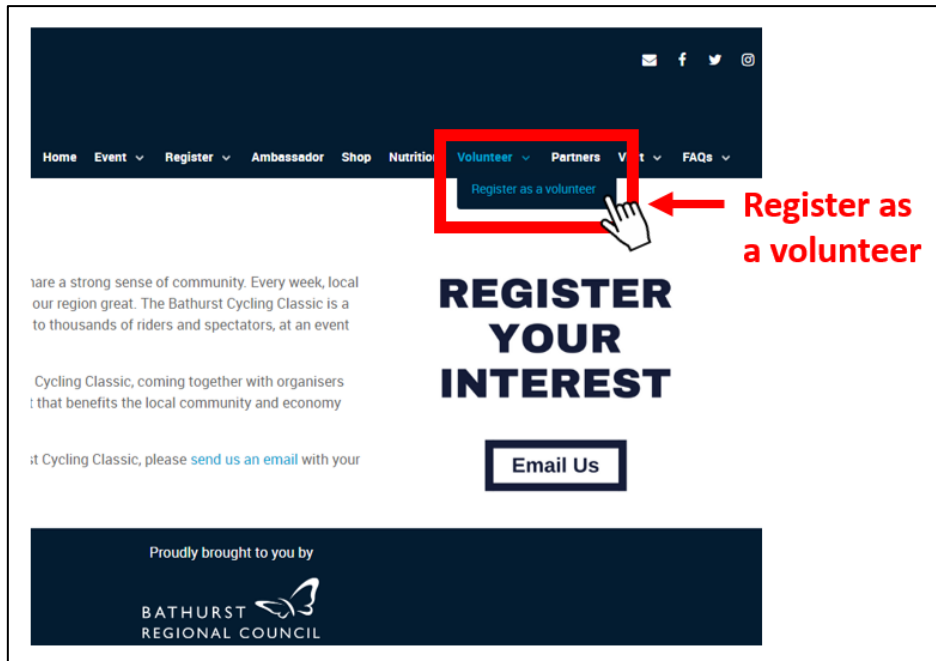 Home Event Register Ambassador Shop Nutrition Volunteer Partners FAQs
Register as a volunteer
Register as
a volunteer
have a strong sense of community. Every week, local
our region great. The Bathurst Cycling Classic is a
to thousands of riders and spectators, at an event
Cycling Classic, coming together with organisers
that benefits the local community and economy
Cycling Classic, please send us an email with your
REGISTER
YOUR
INTEREST
Email Us
Proudly brought to you by
BATHURST
REGIONAL COUNCIL